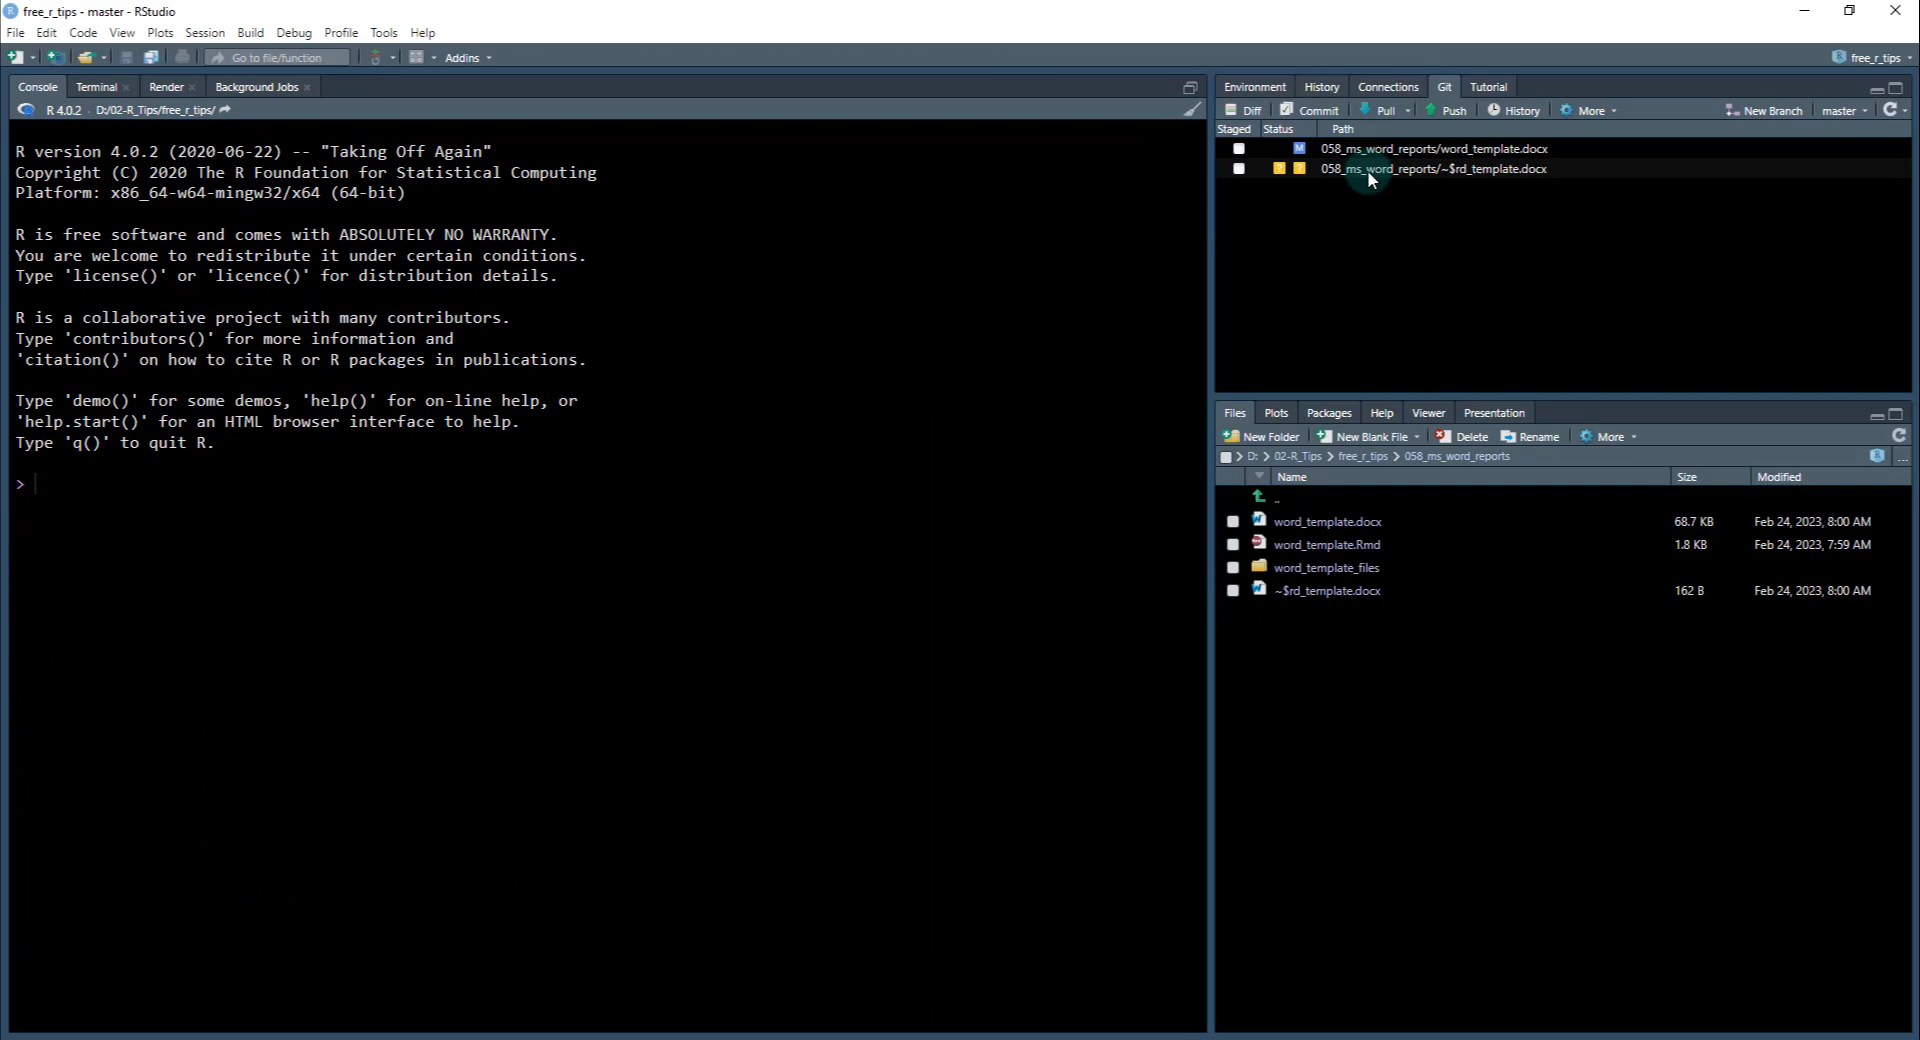 free_r_tips - master - RStudio
File Edit Code View Plots Session Build Debug Profile Tools Help
Go to file/function Addins free_r_tips
Console Terminal Render Background Jobs
R 4.0.2 · D:/02-R_Tips/free_r_tips/
R version 4.0.2 (2020-06-22) -- "Taking Off Again"
Copyright (C) 2020 The R Foundation for Statistical Computing
Platform: x86_64-w64-mingw32/x64 (64-bit)
R is free software and comes with ABSOLUTELY NO WARRANTY.
You are welcome to redistribute it under certain conditions.
Type 'license()' or 'licence()' for distribution details.
R is a collaborative project with many contributors.
Type 'contributors()' for more information and
'citation()' on how to cite R or R packages in publications.
Type 'demo()' for some demos, 'help()' for on-line help, or
'help.start()' for an HTML browser interface to help.
Type 'q()' to quit R.
>
Environment History Connections Git Tutorial
Diff Commit Pull Push History More New Branch master
Staged Status Path
M 058_ms_word_reports/word_template.docx
? ? 058_ms_word_reports/~$rd_template.docx
Files Plots Packages Help Viewer Presentation
New Folder New Blank File Delete Rename More
D: > 02-R_Tips > free_r_tips > 058_ms_word_reports ...
Name Size Modified
..
word_template.docx 68.7 KB Feb 24, 2023, 8:00 AM
word_template.Rmd 1.8 KB Feb 24, 2023, 7:59 AM
word_template_files
~$rd_template.docx 162 B Feb 24, 2023, 8:00 AM